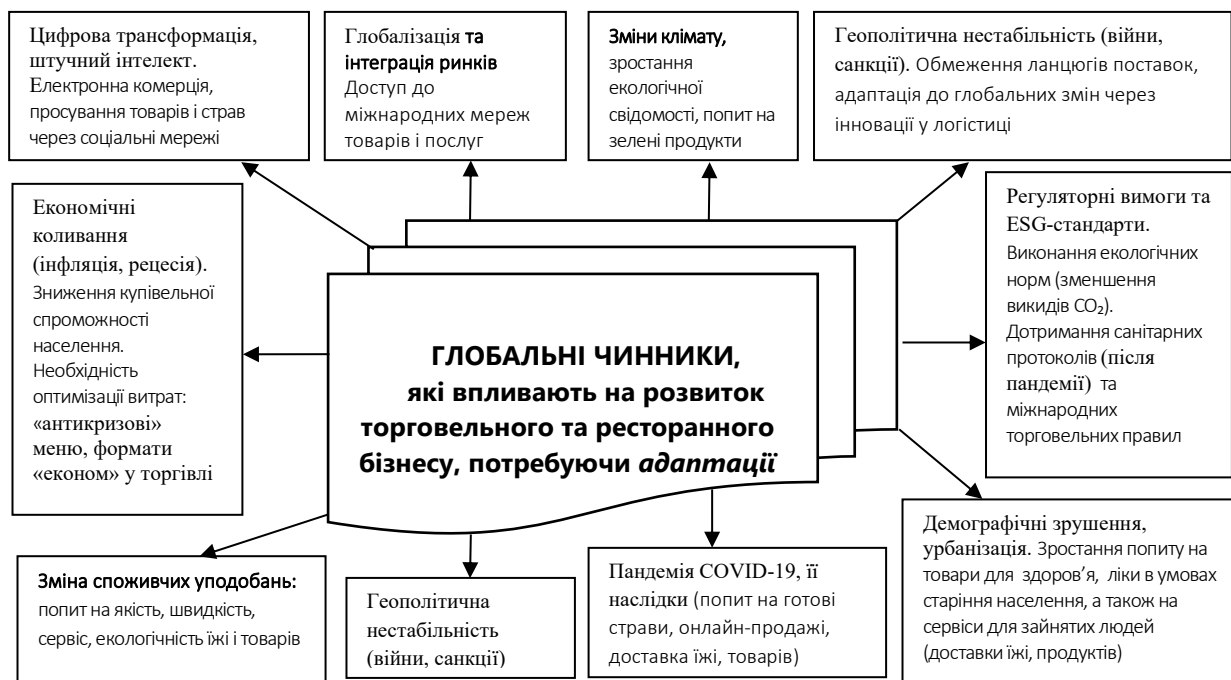 Цифрова трансформація,
штучний інтелект.
Електронна комерція,
просування товарів і страв
через соціальні мережі
Глобалізація та
інтеграція ринків
Доступ до
міжнародних мереж
товарів і послуг
Зміни клімату,
зростання
екологічної
свідомості, попит на
зелені продукти
Геополітична нестабільність (війни,
санкції). Обмеження ланцюгів поставок,
адаптація до глобальних змін через
інновації у логістиці
Економічні
коливання
(інфляція, рецесія).
Зниження купівельної
спроможності
населення.
Необхідність
оптимізації витрат:
«антикризові»
меню, формати
«економ» у торгівлі
ГЛОБАЛЬНІ ЧИННИКИ,
які впливають на розвиток
торговельного та ресторанного
бізнесу, потребуючи адаптації
Регуляторні вимоги та
ESG-стандарти.
Виконання екологічних
норм (зменшення
викидів CO₂).
Дотримання санітарних
протоколів (після
пандемії) та
міжнародних
торговельних правил
Зміна споживчих уподобань:
попит на якість, швидкість,
сервіс, екологічність їжі і товарів
Геополітична
нестабільність
(війни, санкції)
Пандемія COVID-19, її
наслідки (попит на готові
страви, онлайн-продажі,
доставка їжі, товарів)
Демографічні зрушення,
урбанізація. Зростання попиту на
товари для здоров’я, ліки в умовах
старіння населення, а також на
сервіси для зайнятих людей
(доставки їжі, продуктів)